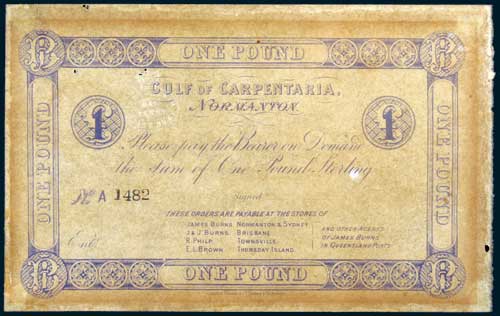 ONE POUND
GULF OF CARPENTARIA,
NORMANTON
1 1
Please pay the Bearer on Demand
the sum of One Pound Sterling
No A 1482
Signed
THESE ORDERS ARE PAYABLE AT THE STORES OF
JAMES BURNS NORMANTON & SYDNEY
J & J BURNS BRISBANE
R. PHILP TOWNSVILLE
E. L. BROWN THURSDAY ISLAND.
AND OTHER AGENTS
OF JAMES BURNS
IN QUEENSLAND PORTS
Ent
ONE POUND
ONE POUND
ONE POUND